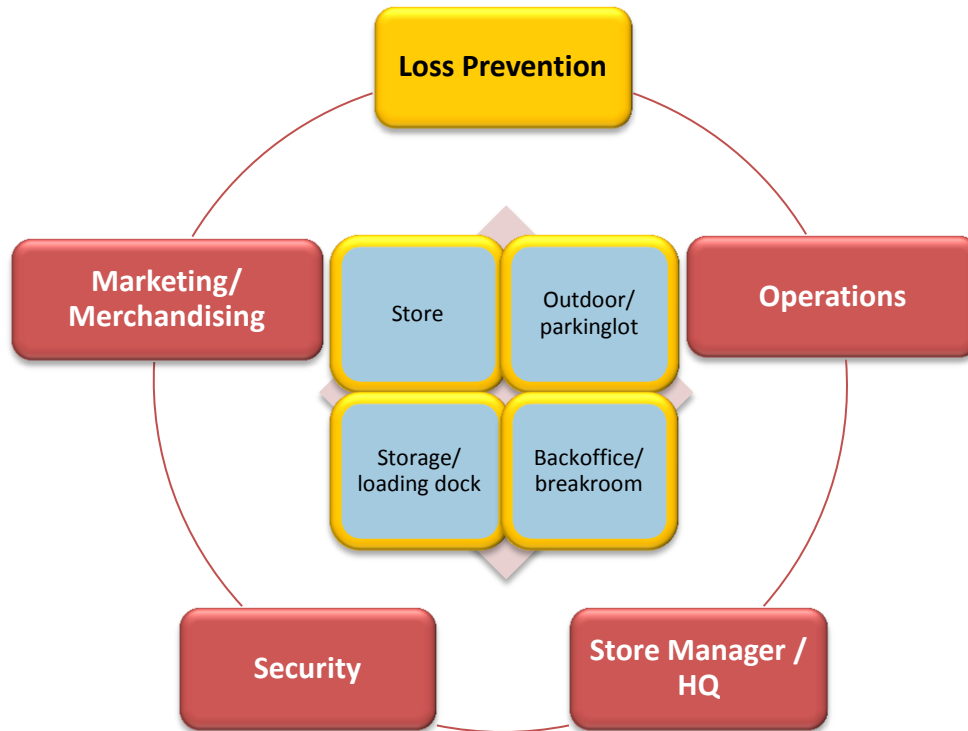 Loss Prevention
Marketing/
Merchandising
Operations
Store
Outdoor/
parkinglot
Storage/
loading dock
Backoffice/
breakroom
Security
Store Manager /
HQ